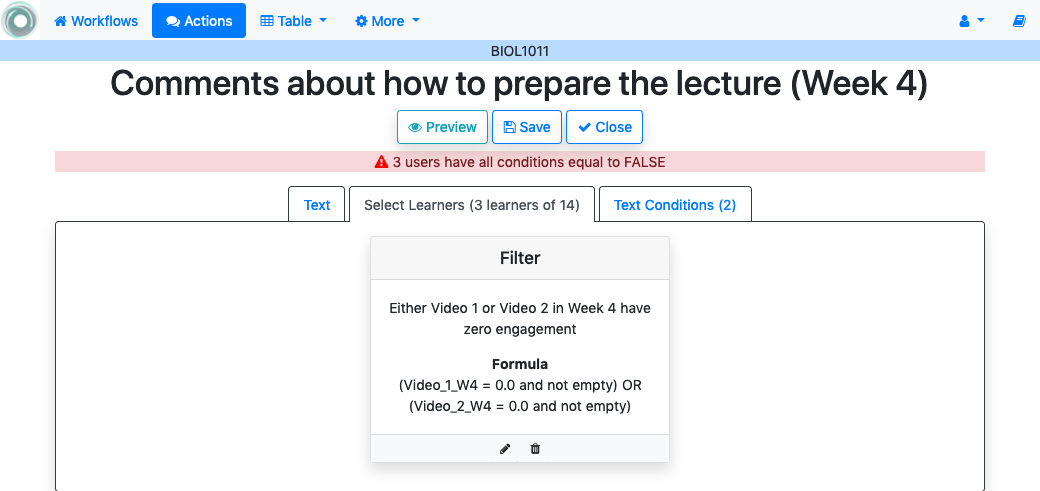 Workflows Actions Table More
BIOL1011
Comments about how to prepare the lecture (Week 4)
Preview Save Close
3 users have all conditions equal to FALSE
Text Select Learners (3 learners of 14) Text Conditions (2)
Filter
Either Video 1 or Video 2 in Week 4 have
zero engagement
Formula
(Video_1_W4 = 0.0 and not empty) OR
(Video_2_W4 = 0.0 and not empty)